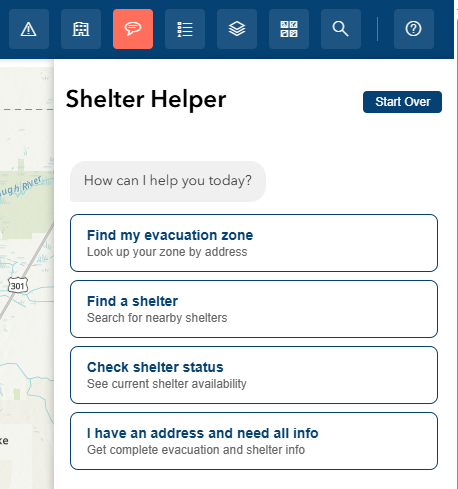 Shelter Helper
Start Over
How can I help you today?
ugh River
Find my evacuation zone
Look up your zone by address
301
Find a shelter
Search for nearby shelters
Check shelter status
See current shelter availability
I have an address and need all info
ke
Get complete evacuation and shelter info